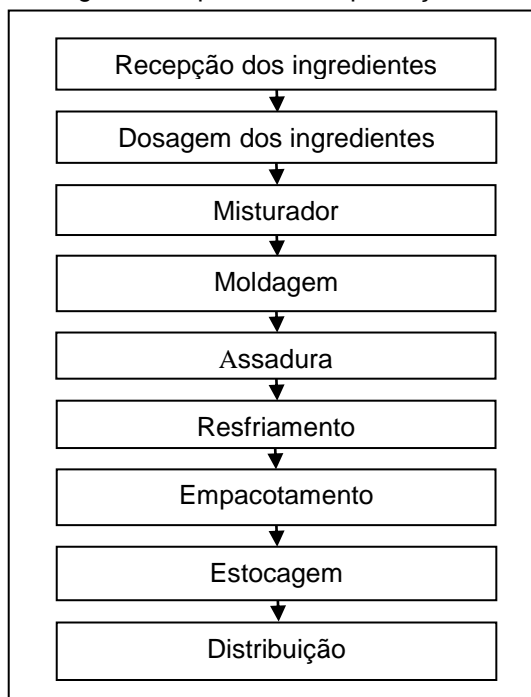 Recepção dos ingredientes
Dosagem dos ingredientes
Misturador
Moldagem
Assadura
Resfriamento
Empacotamento
Estocagem
Distribuição